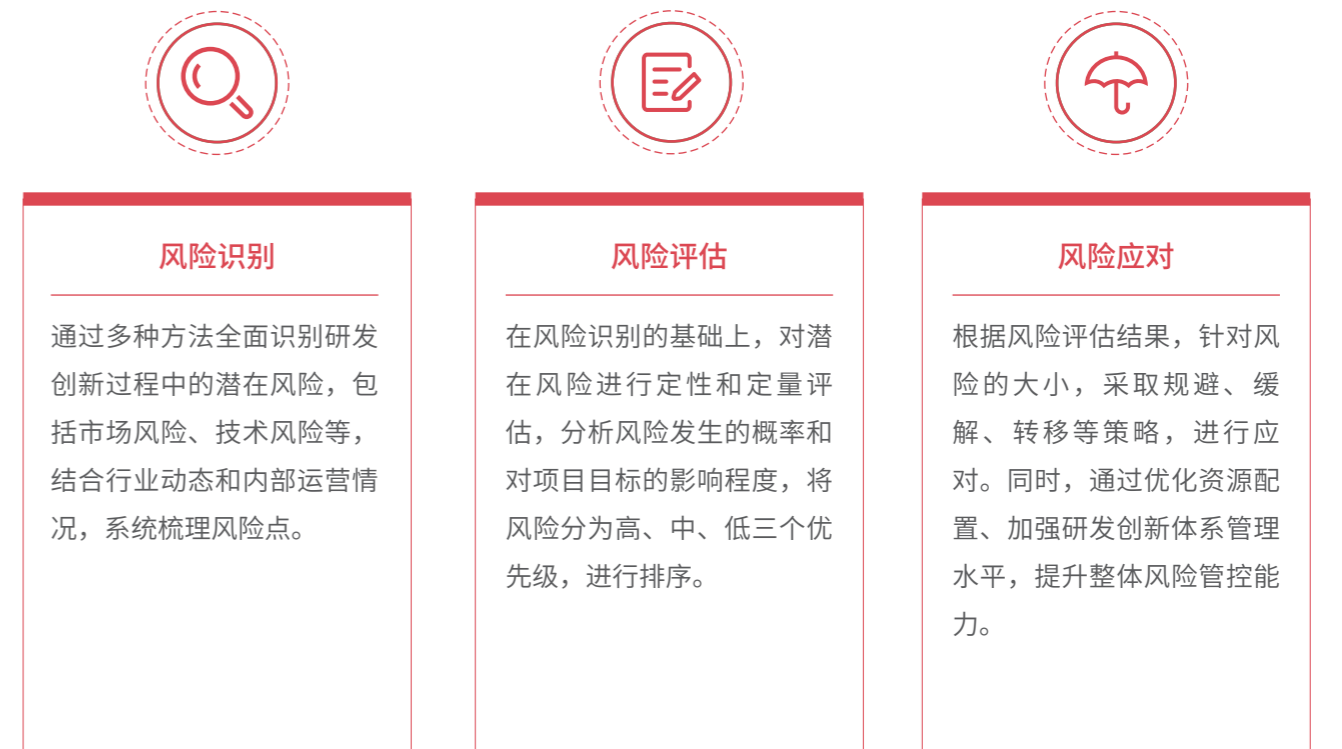 风险识别
通过多种方法全面识别研发
创新过程中的潜在风险，包
括市场风险、技术风险等，
结合行业动态和内部运营情
况，系统梳理风险点。
风险评估
在风险识别的基础上，对潜
在风险进行定性和定量评
估，分析风险发生的概率和
对项目目标的影响程度，将
风险分为高、中、低三个优
先级，进行排序。
风险应对
根据风险评估结果，针对风
险的大小，采取规避、缓
解、转移等策略，进行应
对。同时，通过优化资源配
置、加强研发创新体系管理
水平，提升整体风险管控能
力。